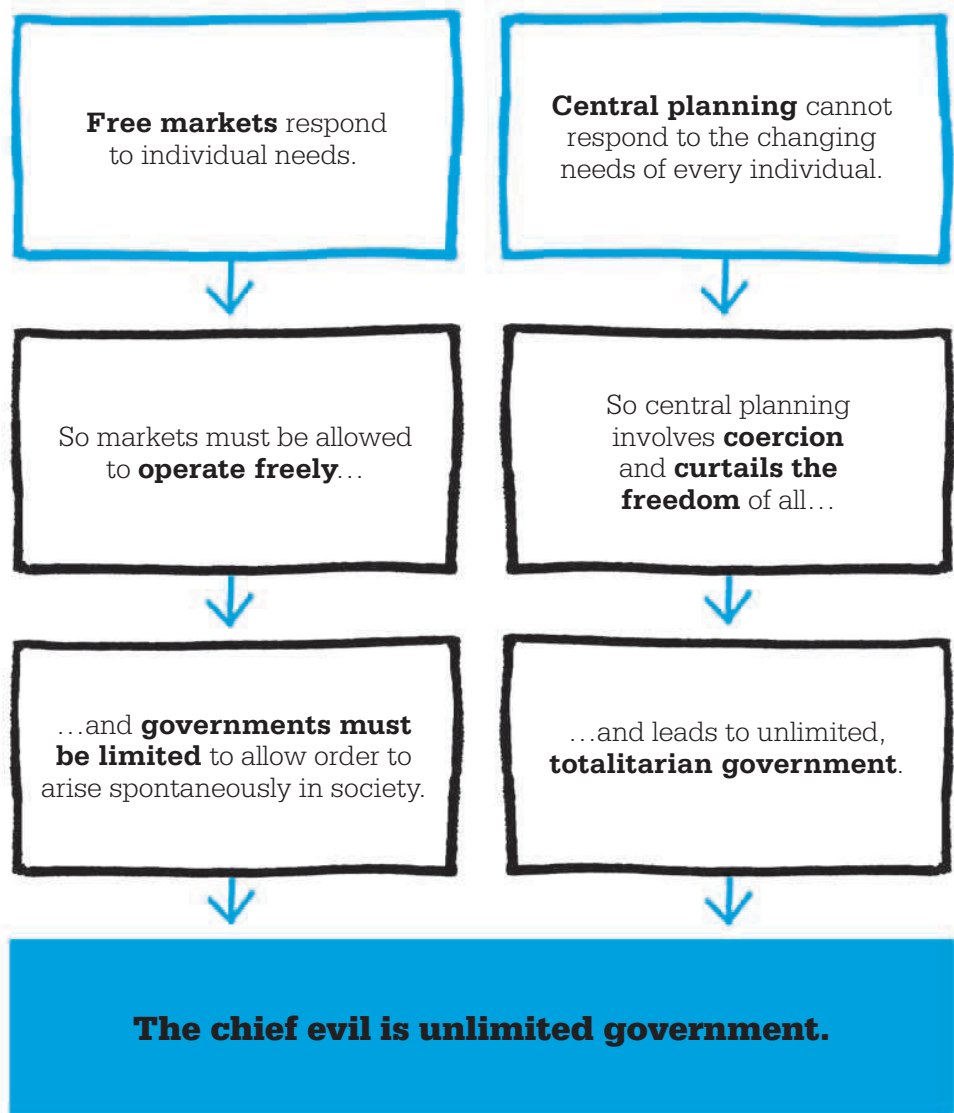 Free markets respond
to individual needs.
Central planning cannot
respond to the changing
needs of every individual.
So markets must be allowed
to operate freely…
So central planning
involves coercion
and curtails the
freedom of all…
…and governments must
be limited to allow order to
arise spontaneously in society.
…and leads to unlimited,
totalitarian government.
The chief evil is unlimited government.